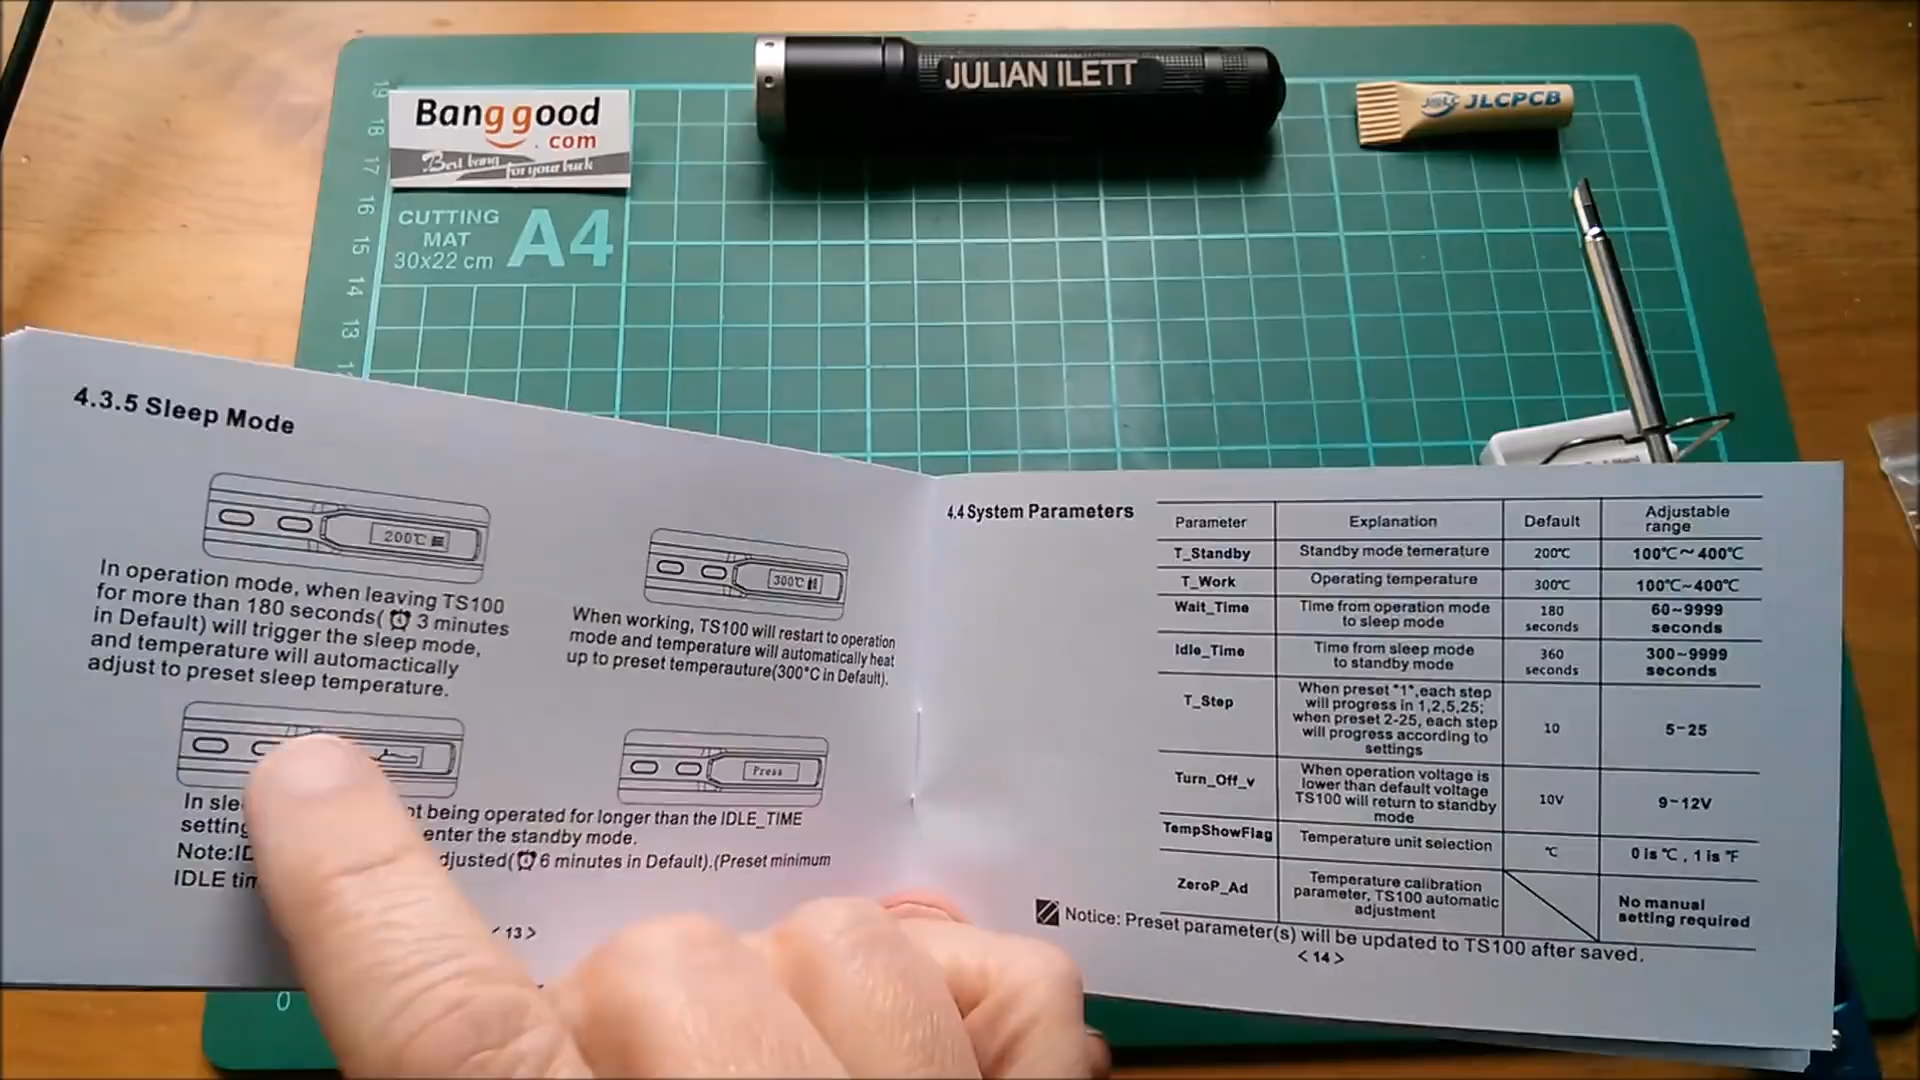 Banggood
.com
Best bang
for your buck
JULIAN ILETT
JLCPCB
CUTTING
MAT
30x22 cm
A4
19
18
17
16
15
14
13
0
4.3.5 Sleep Mode
200℃
In operation mode, when leaving TS100
for more than 180 seconds( 3 minutes
in Default) will trigger the sleep mode,
and temperature will automactically
adjust to preset sleep temperature.
300℃
When working, TS100 will restart to operation
mode and temperature will automatically heat
up to preset temperauture(300°C in Default).
Press
In sle
ot being operated for longer than the IDLE_TIME
setting
enter the standby mode.
Note:ID
djusted( 6 minutes in Default).(Preset minimum
IDLE tim
<13>
4.4 System Parameters
Parameter Explanation Default Adjustable range
T_Standby Standby mode temerature 200℃ 100℃~400℃
T_Work Operating temperature 300℃ 100℃~400℃
Wait_Time Time from operation mode to sleep mode 180 seconds 60~9999 seconds
Idle_Time Time from sleep mode to standby mode 360 seconds 300~9999 seconds
T_Step When preset "1",each step will progress in 1,2,5,25; when preset 2-25, each step will progress according to settings 10 5-25
Turn_Off_v When operation voltage is lower than default voltage TS100 will return to standby mode 10V 9-12V
TempShowFlag Temperature unit selection ℃ 0 is ℃ , 1 is ℉
ZeroP_Ad Temperature calibration parameter, TS100 automatic adjustment No manual setting required
Notice: Preset parameter(s) will be updated to TS100 after saved.
<14>